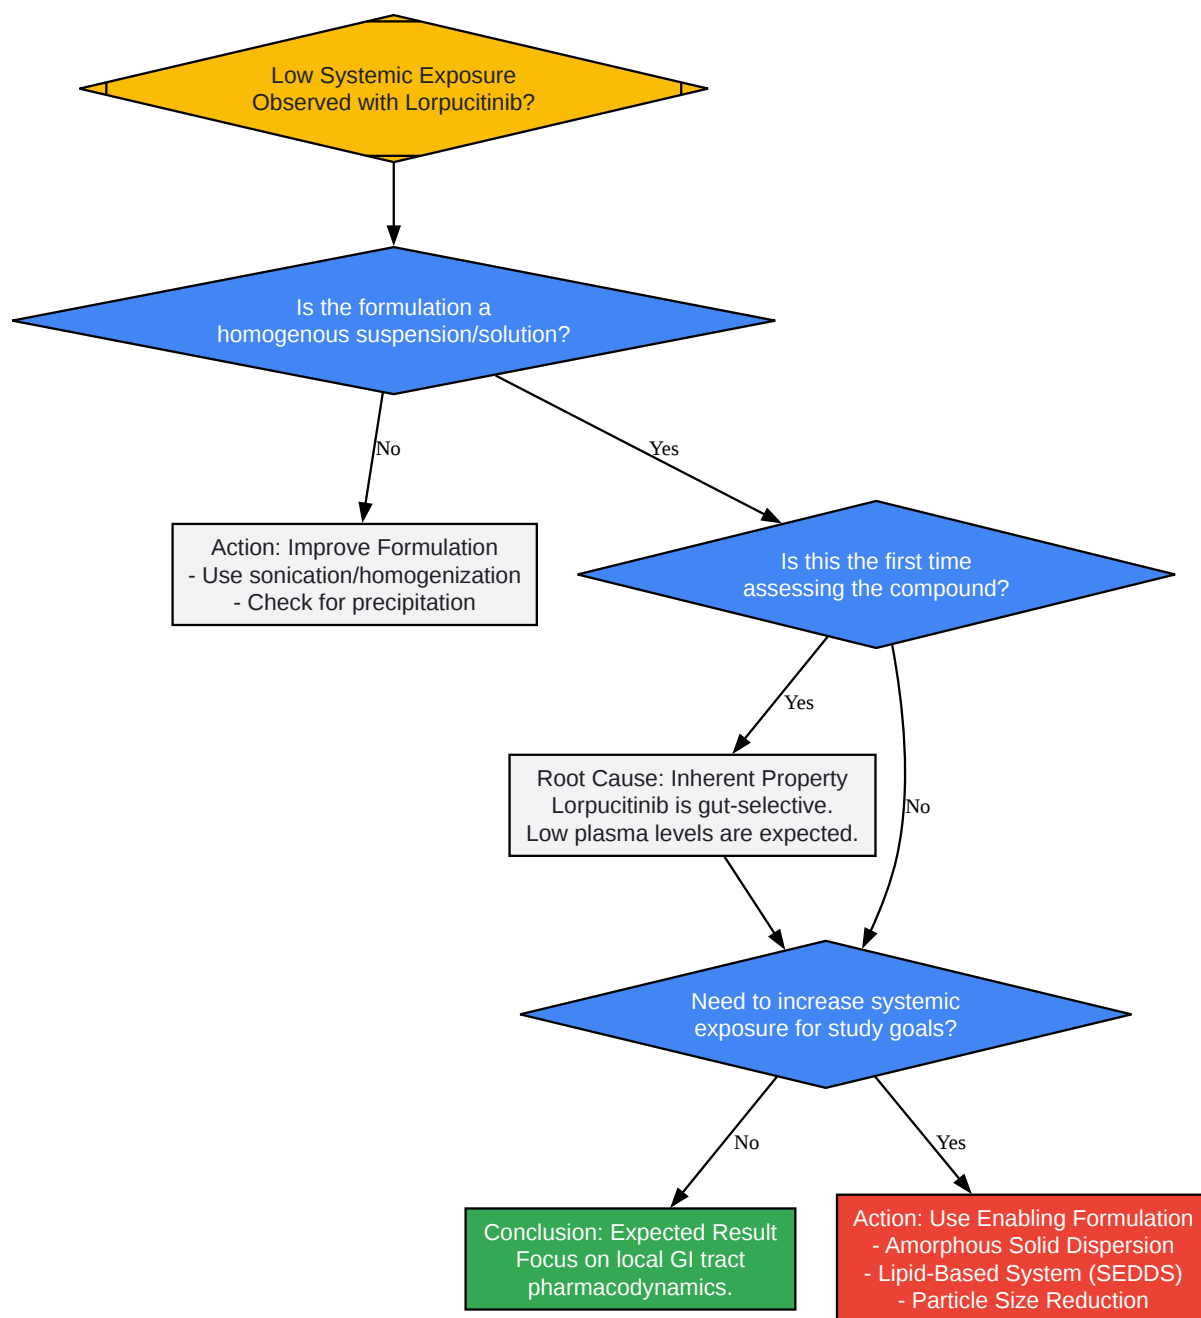 Low Systemic Exposure
Observed with Lorpucitinib?
Is the formulation a
homogenous suspension/solution?
No
Yes
Action: Improve Formulation
- Use sonication/homogenization
- Check for precipitation
Is this the first time
assessing the compound?
Yes
No
Root Cause: Inherent Property
Lorpucitinib is gut-selective.
Low plasma levels are expected.
Need to increase systemic
exposure for study goals?
No
Yes
Conclusion: Expected Result
Focus on local GI tract
pharmacodynamics.
Action: Use Enabling Formulation
- Amorphous Solid Dispersion
- Lipid-Based System (SEDDS)
- Particle Size Reduction